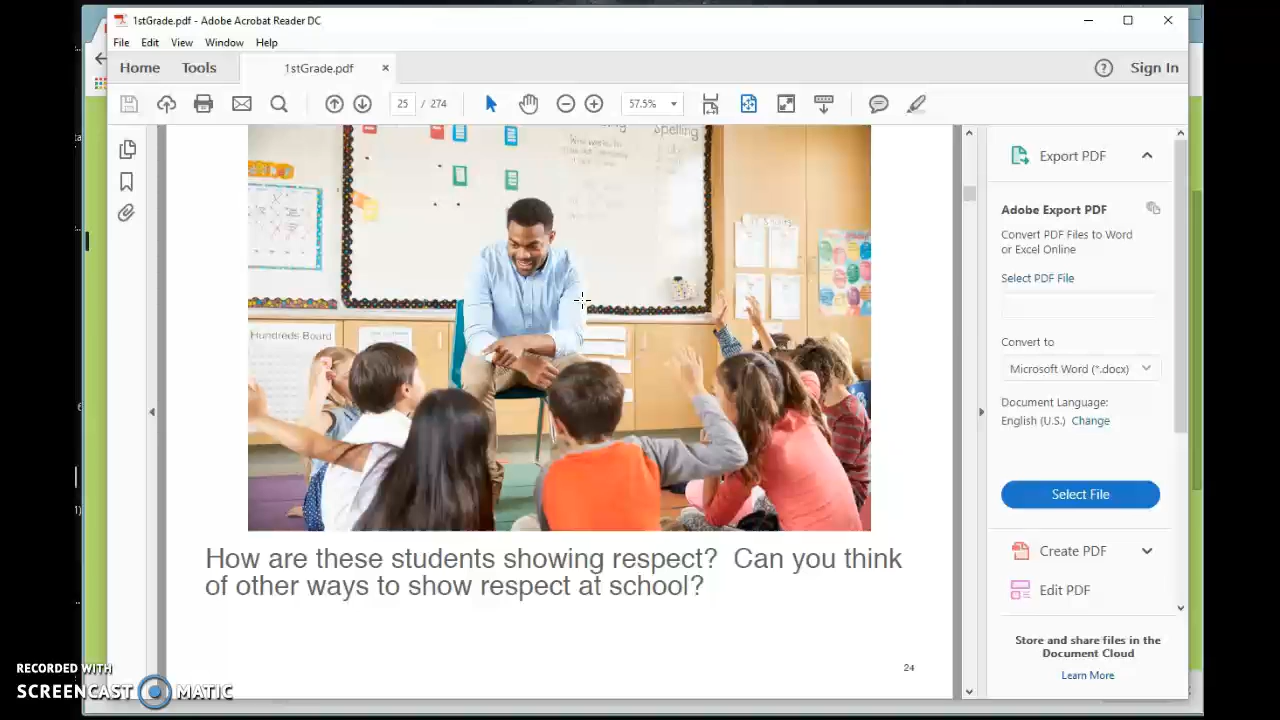 1stGrade.pdf - Adobe Acrobat Reader DC
File Edit View Window Help
Home Tools 1stGrade.pdf × Sign In
25 / 274 57.5%
Export PDF
Adobe Export PDF
Convert PDF Files to Word
or Excel Online
Select PDF File
Convert to
Microsoft Word (*.docx)
Document Language:
English (U.S.) Change
Select File
Create PDF
Edit PDF
Store and share files in the
Document Cloud
Learn More
Spelling
Hundreds Board
How are these students showing respect? Can you think
of other ways to show respect at school?
24
RECORDED WITH
SCREENCAST MATIC